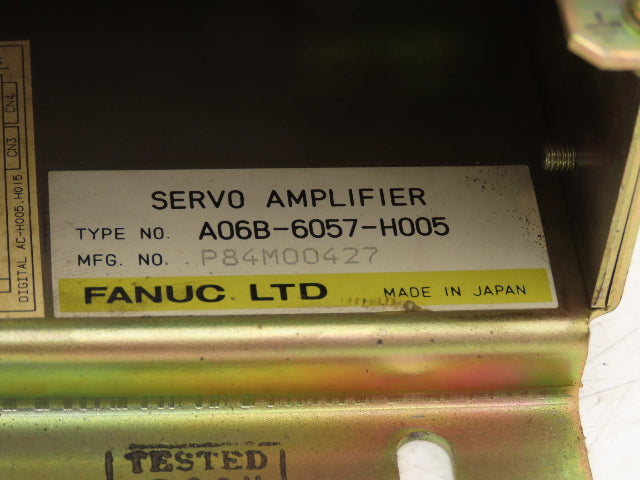 SERVO AMPLIFIER
TYPE NO. A06B-6057-H005
MFG. NO. P84M00427
FANUC LTD MADE IN JAPAN
DIGITAL AC-H005,H015
CN3
CN4
TESTED